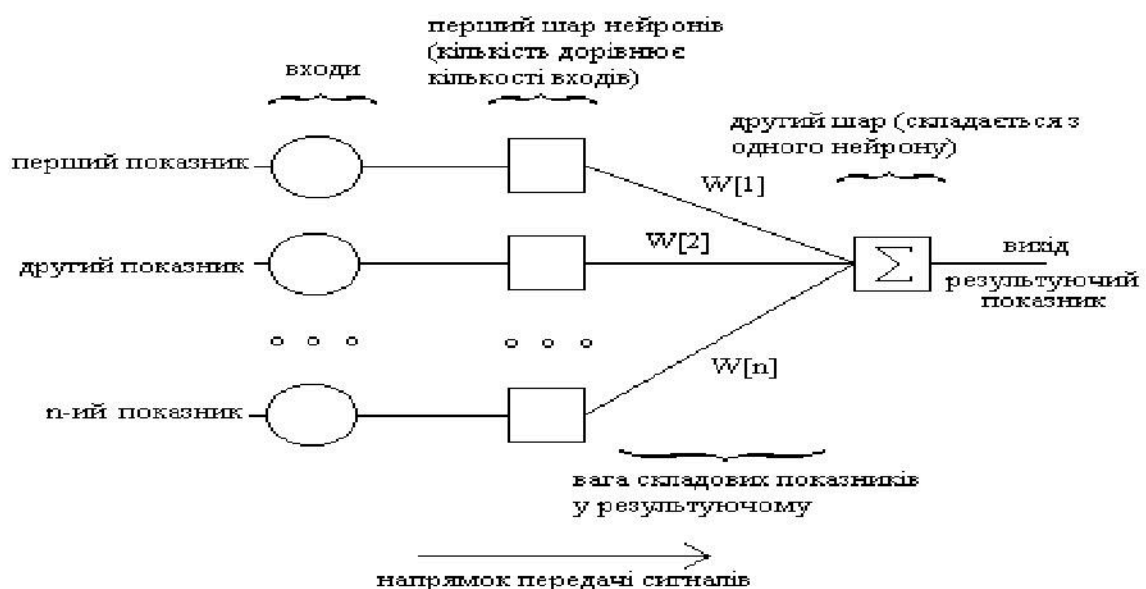 перший шар нейронів
(кількість дорівнює
кількості входів)
входи
другий шар (складається з
одного нейрону)
перший показник
W[1]
W[2]
вихід
другий показник
Σ
результуючий
показник
W[n]
n-ий показник
вага складових показників
у результуючому
напрямок передачі сигналів